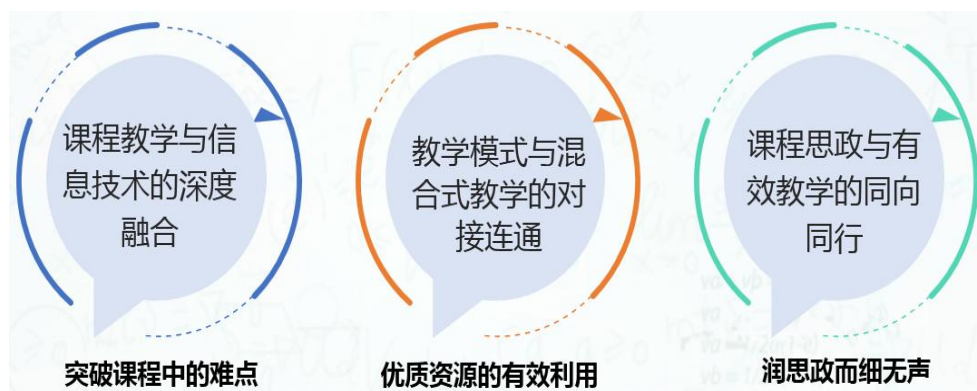 课程教学与信
息技术的深度
融合
教学模式与混
合式教学的对
接连通
课程思政与有
效教学的同向
同行
突破课程中的难点
优质资源的有效利用
润思政而细无声